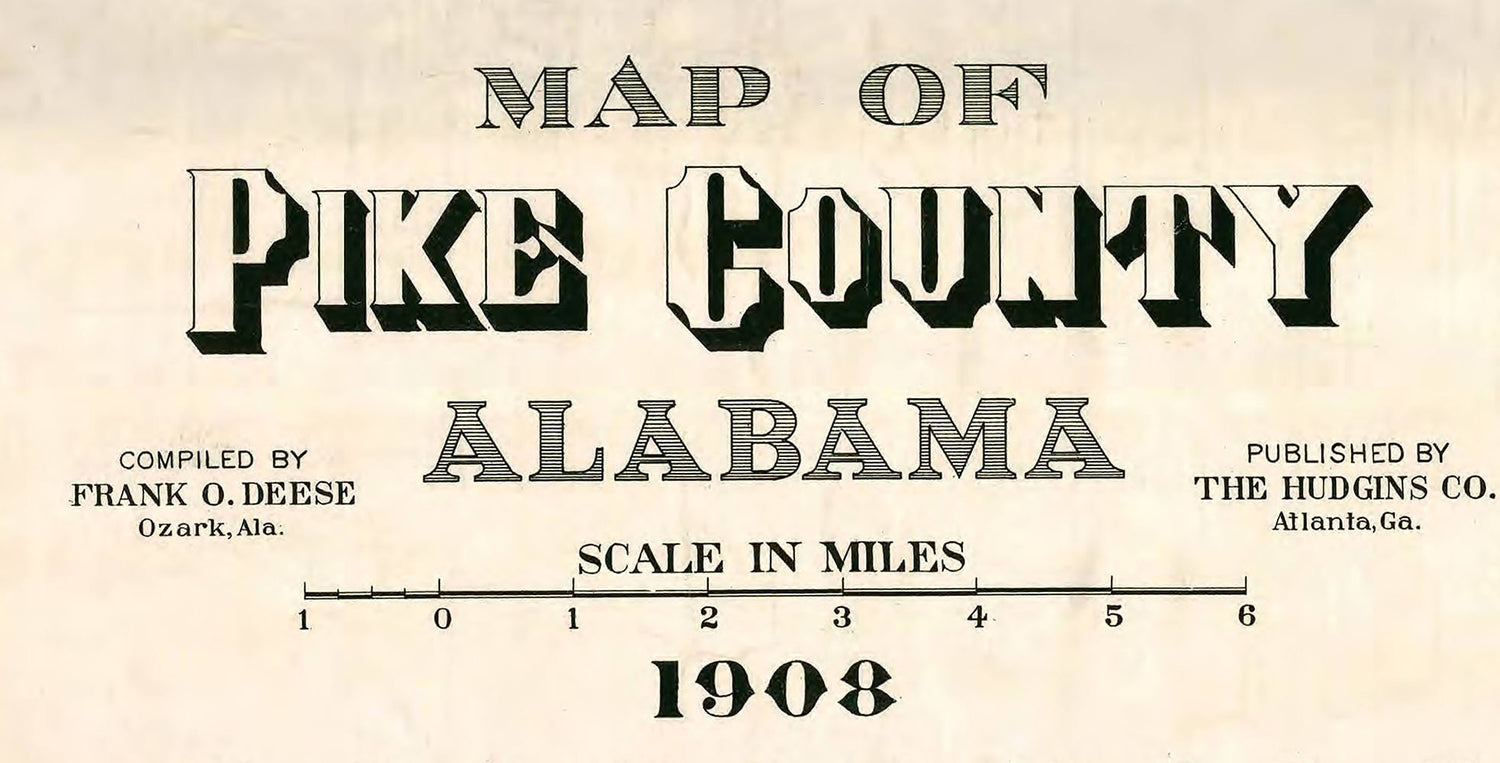 MAP OF
PIKE COUNTY
ALABAMA
COMPILED BY
FRANK O. DEESE
Ozark, Ala.
PUBLISHED BY
THE HUDGINS CO.
Atlanta, Ga.
SCALE IN MILES
1 0 1 2 3 4 5 6
1908